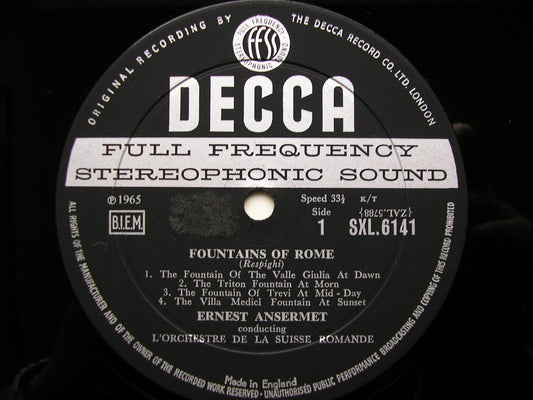 ORIGINAL RECORDING BY THE DECCA RECORD CO. LTD. LONDON
FULL FREQUENCY
ffss
STEREOPHONIC SOUND
DECCA
FULL FREQUENCY
STEREOPHONIC SOUND
℗1965
Speed 33⅓ K/T
B.I.E.M.
Side
1
{ZAL.5788}
SXL.6141
FOUNTAINS OF ROME
(Respighi)
1. The Fountain Of The Valle Giulia At Dawn
2. The Triton Fountain At Morn
3. The Fountain Of Trevi At Mid - Day
4. The Villa Medici Fountain At Sunset
ERNEST ANSERMET
conducting
L'ORCHESTRE DE LA SUISSE ROMANDE
Made in England
ALL RIGHTS OF THE MANUFACTURER AND OF THE OWNER OF THE RECORDED WORK RESERVED · UNAUTHORISED PUBLIC PERFORMANCE BROADCASTING AND COPYING OF THIS RECORD PROHIBITED